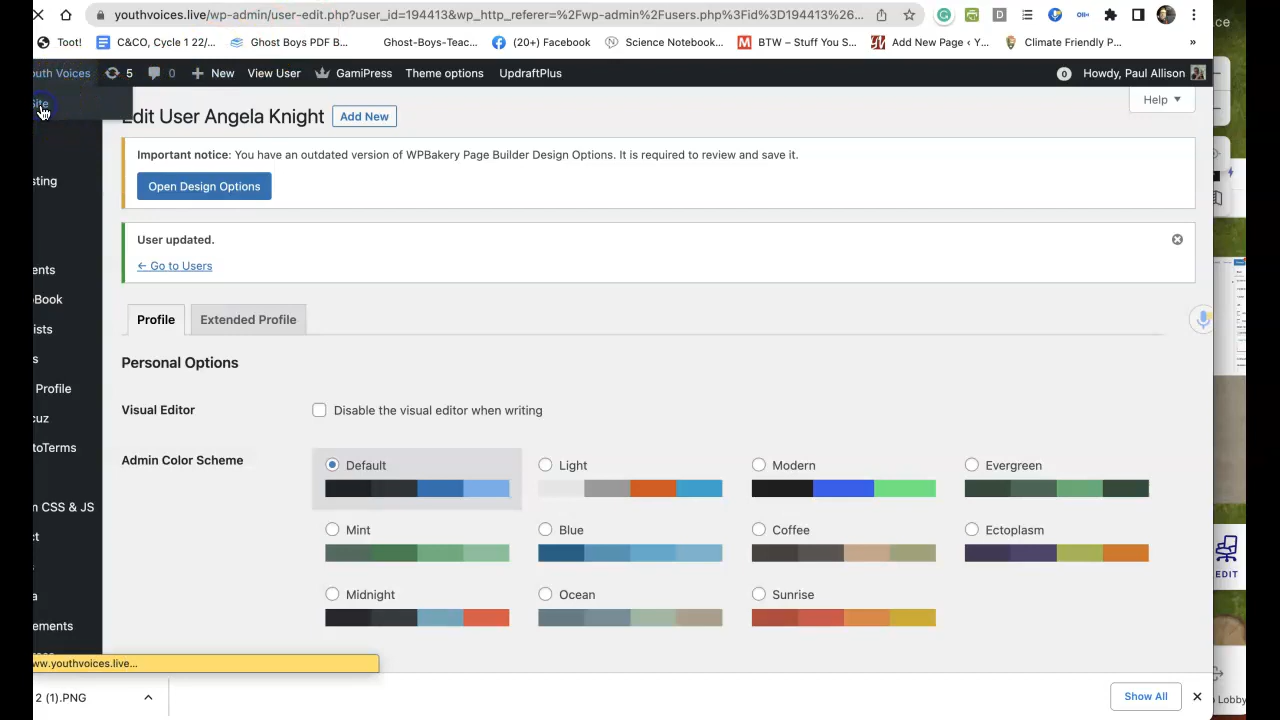 youthvoices.live/wp-admin/user-edit.php?user_id=194413&wp_http_referer=%2Fwp-admin%2Fusers.php%3Fid%3D194413%26...
Toot!
C&CO, Cycle 1 22/...
Ghost Boys PDF B...
Ghost-Boys-Teac...
(20+) Facebook
Science Notebook...
BTW – Stuff You S...
Add New Page ‹ Y...
Climate Friendly P...
»
outh Voices
5
0
New
View User
GamiPress
Theme options
UpdraftPlus
0
Howdy, Paul Allison
Site
Edit User Angela Knight
Add New
Help
Important notice: You have an outdated version of WPBakery Page Builder Design Options. It is required to review and save it.
Open Design Options
User updated.
← Go to Users
Profile
Extended Profile
Personal Options
Visual Editor
Disable the visual editor when writing
Admin Color Scheme
Default
Light
Modern
Evergreen
Mint
Blue
Coffee
Ectoplasm
Midnight
Ocean
Sunrise
sting
ents
oBook
ists
s
Profile
cuz
toTerms
m CSS & JS
ct
a
ements
ww.youthvoices.live...
2 (1).PNG
Show All
EDIT
Lobby